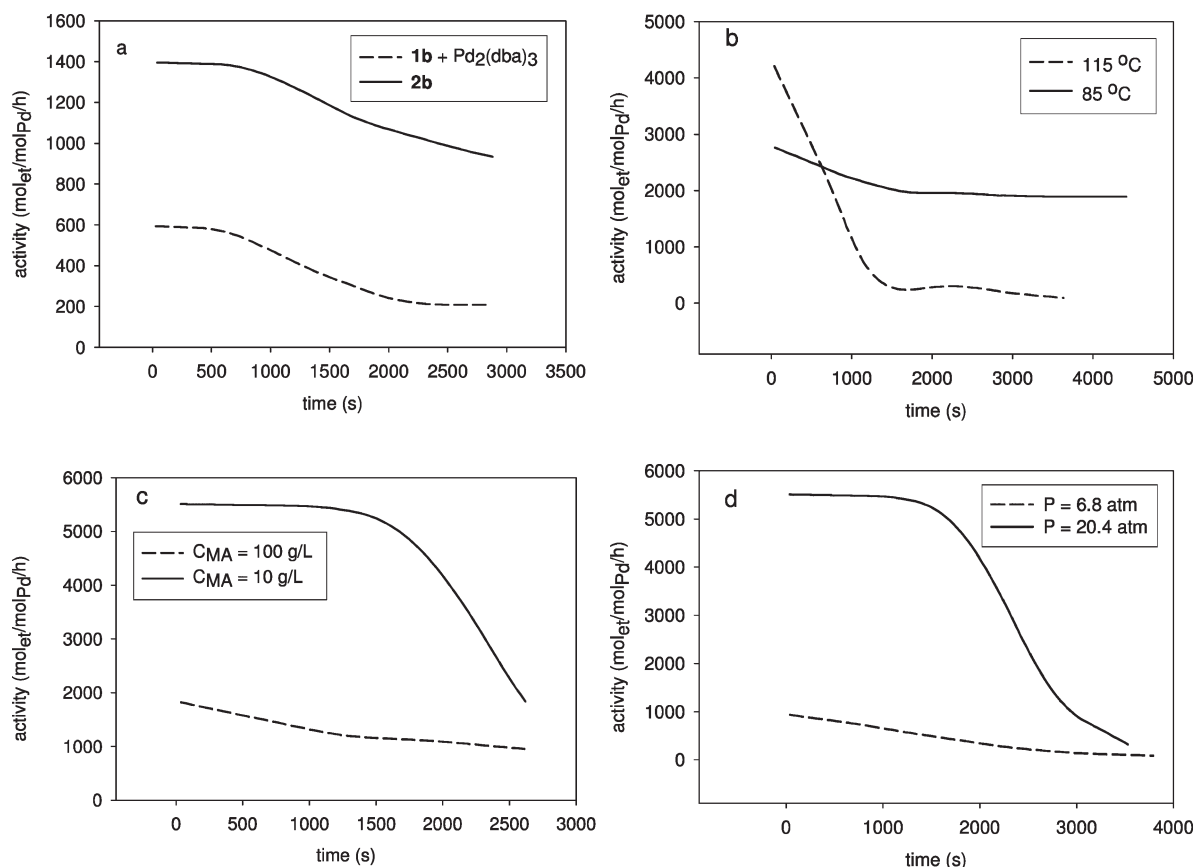 a
1b + Pd2(dba)3
2b
1600
1400
1200
1000
800
600
400
200
0
activity (molet/molPd/h)
0 500 1000 1500 2000 2500 3000 3500
time (s)
b
115 °C
85 °C
5000
4000
3000
2000
1000
0
activity (molet/molPd/h)
0 1000 2000 3000 4000 5000
time (s)
c
CMA = 100 g/L
CMA = 10 g/L
6000
5000
4000
3000
2000
1000
0
activity (molet/molPd/h)
0 500 1000 1500 2000 2500 3000
time (s)
d
P = 6.8 atm
P = 20.4 atm
6000
5000
4000
3000
2000
1000
0
activity (molet/molPd/h)
0 1000 2000 3000 4000
time (s)